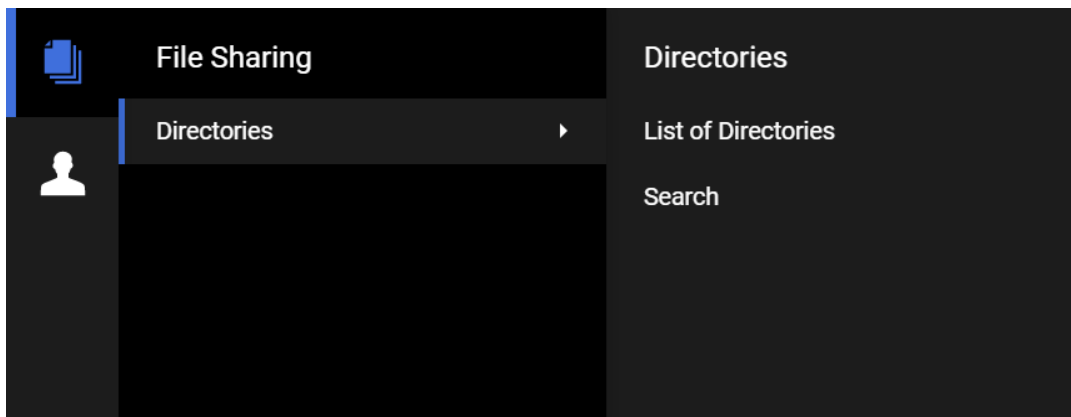 File Sharing
Directories
Directories
List of Directories
Search